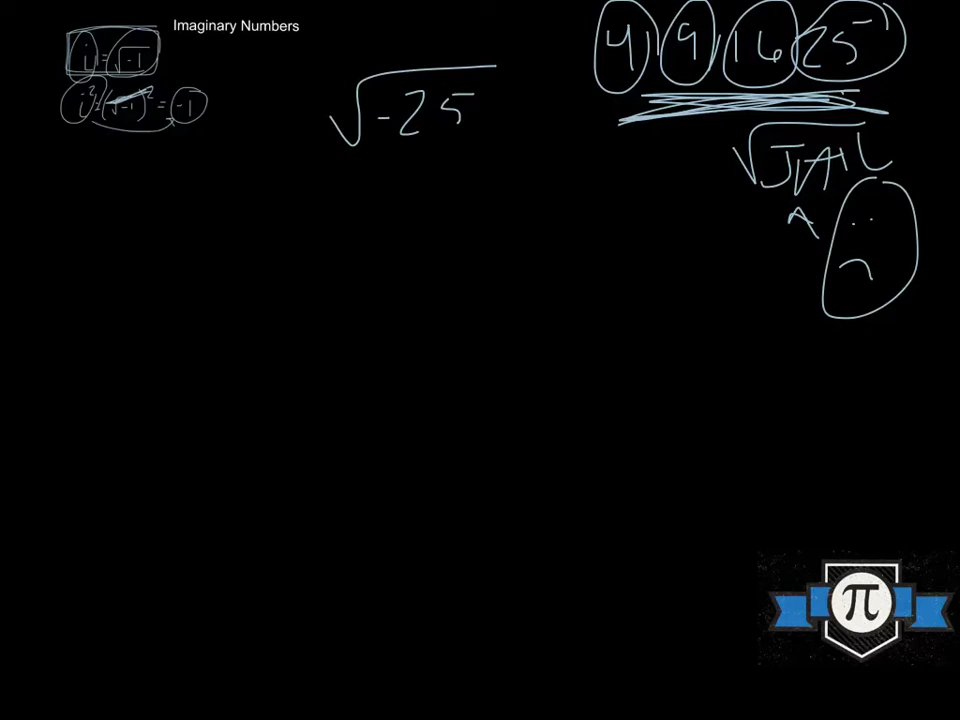 Imaginary Numbers
i = √-1
i² = (√-1)² = -1
√-25
4, 9, 16, 25
√JAIL
π